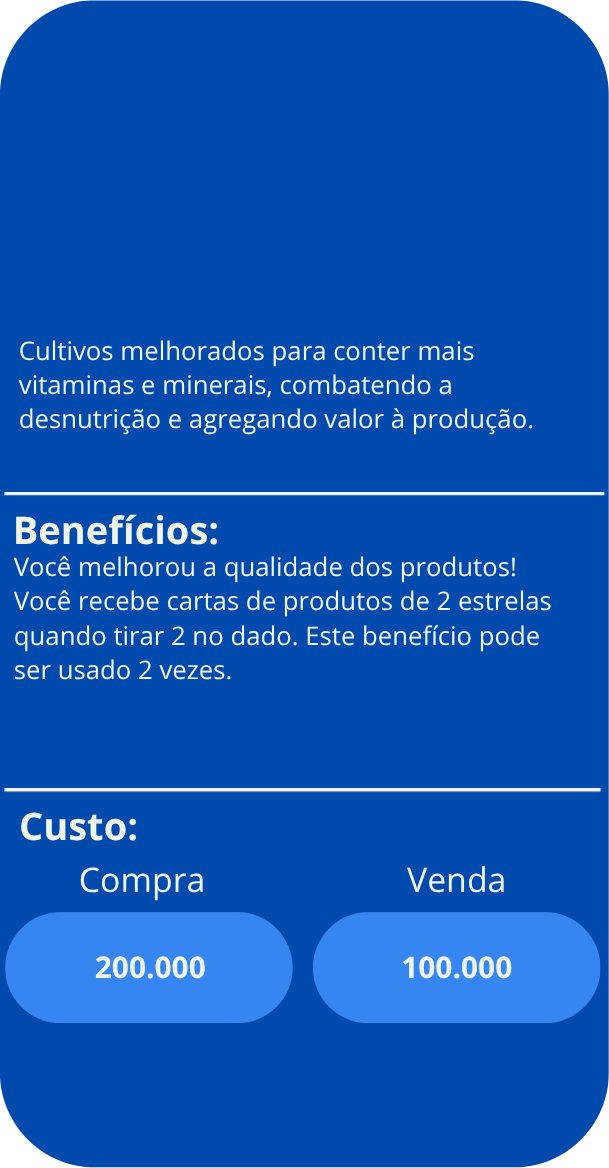 Cultivos melhorados para conter mais
vitaminas e minerais, combatendo a
desnutrição e agregando valor à produção.
Benefícios:
Você melhorou a qualidade dos produtos!
Você recebe cartas de produtos de 2 estrelas
quando tirar 2 no dado. Este benefício pode
ser usado 2 vezes.
Custo:
Compra Venda
200.000 100.000